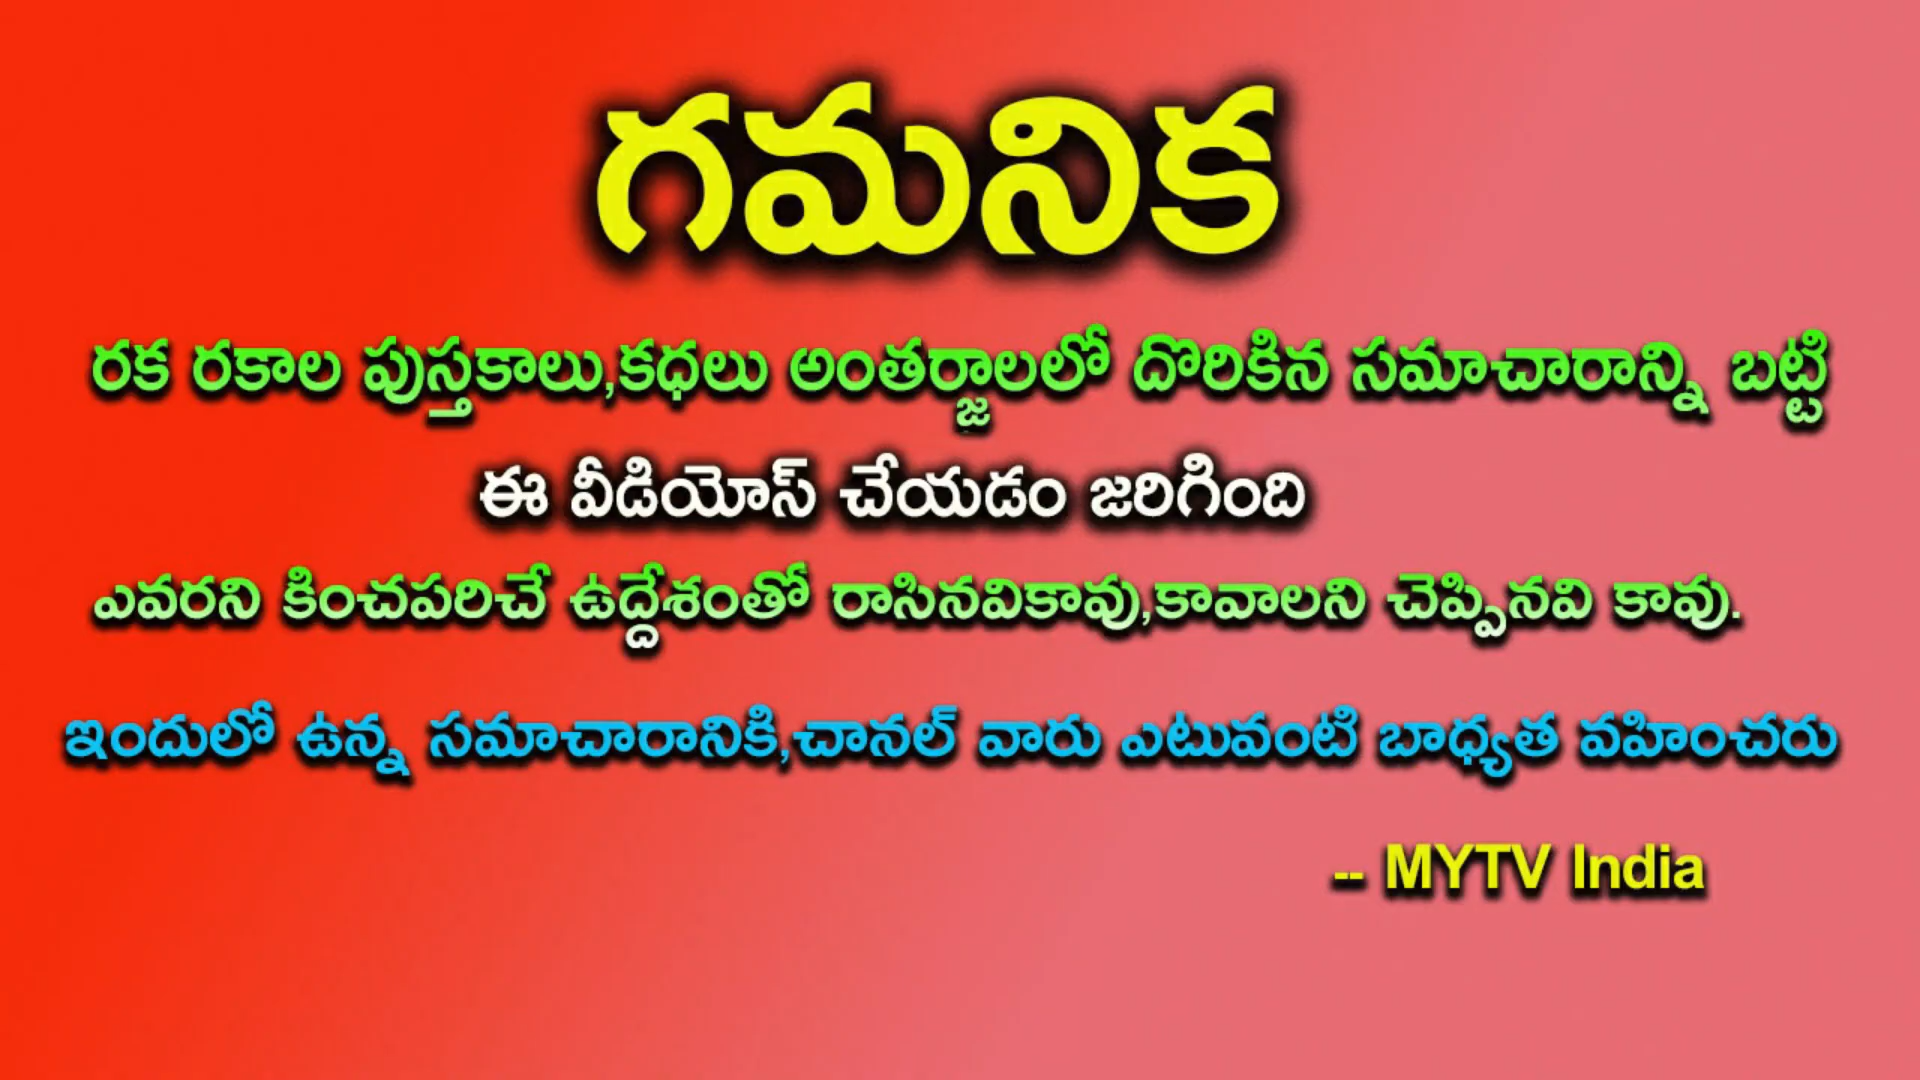 గమనిక
రక రకాల పుస్తకాలు,కధలు అంతర్జాలలో దొరికిన సమాచారాన్ని బట్టి
ఈ వీడియోస్ చేయడం జరిగింది
ఎవరని కించపరిచే ఉద్దేశంతో రాసినవికావు,కావాలని చెప్పినవి కావు.
ఇందులో ఉన్న సమాచారానికి,చానల్ వారు ఎటువంటి బాధ్యత వహించరు
-- MYTV India